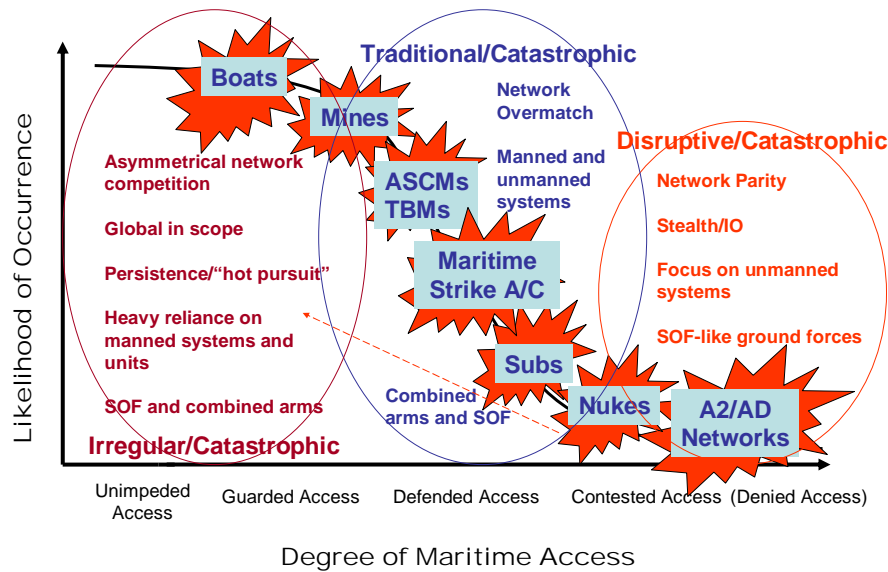 Traditional/Catastrophic
Boats
Network
Overmatch
Mines
Disruptive/Catastrophic
Asymmetrical network
competition
ASCMs
TBMs
Manned and
unmanned
systems
Network Parity
Global in scope
Stealth/IO
Persistence/“hot pursuit”
Maritime
Strike A/C
Focus on unmanned
systems
Heavy reliance on
manned systems and
units
SOF-like ground forces
Subs
SOF and combined arms
Combined
arms and SOF
Nukes
A2/AD
Networks
Irregular/Catastrophic
Likelihood of Occurrence
Unimpeded
Access
Guarded Access
Defended Access
Contested Access
(Denied Access)
Degree of Maritime Access